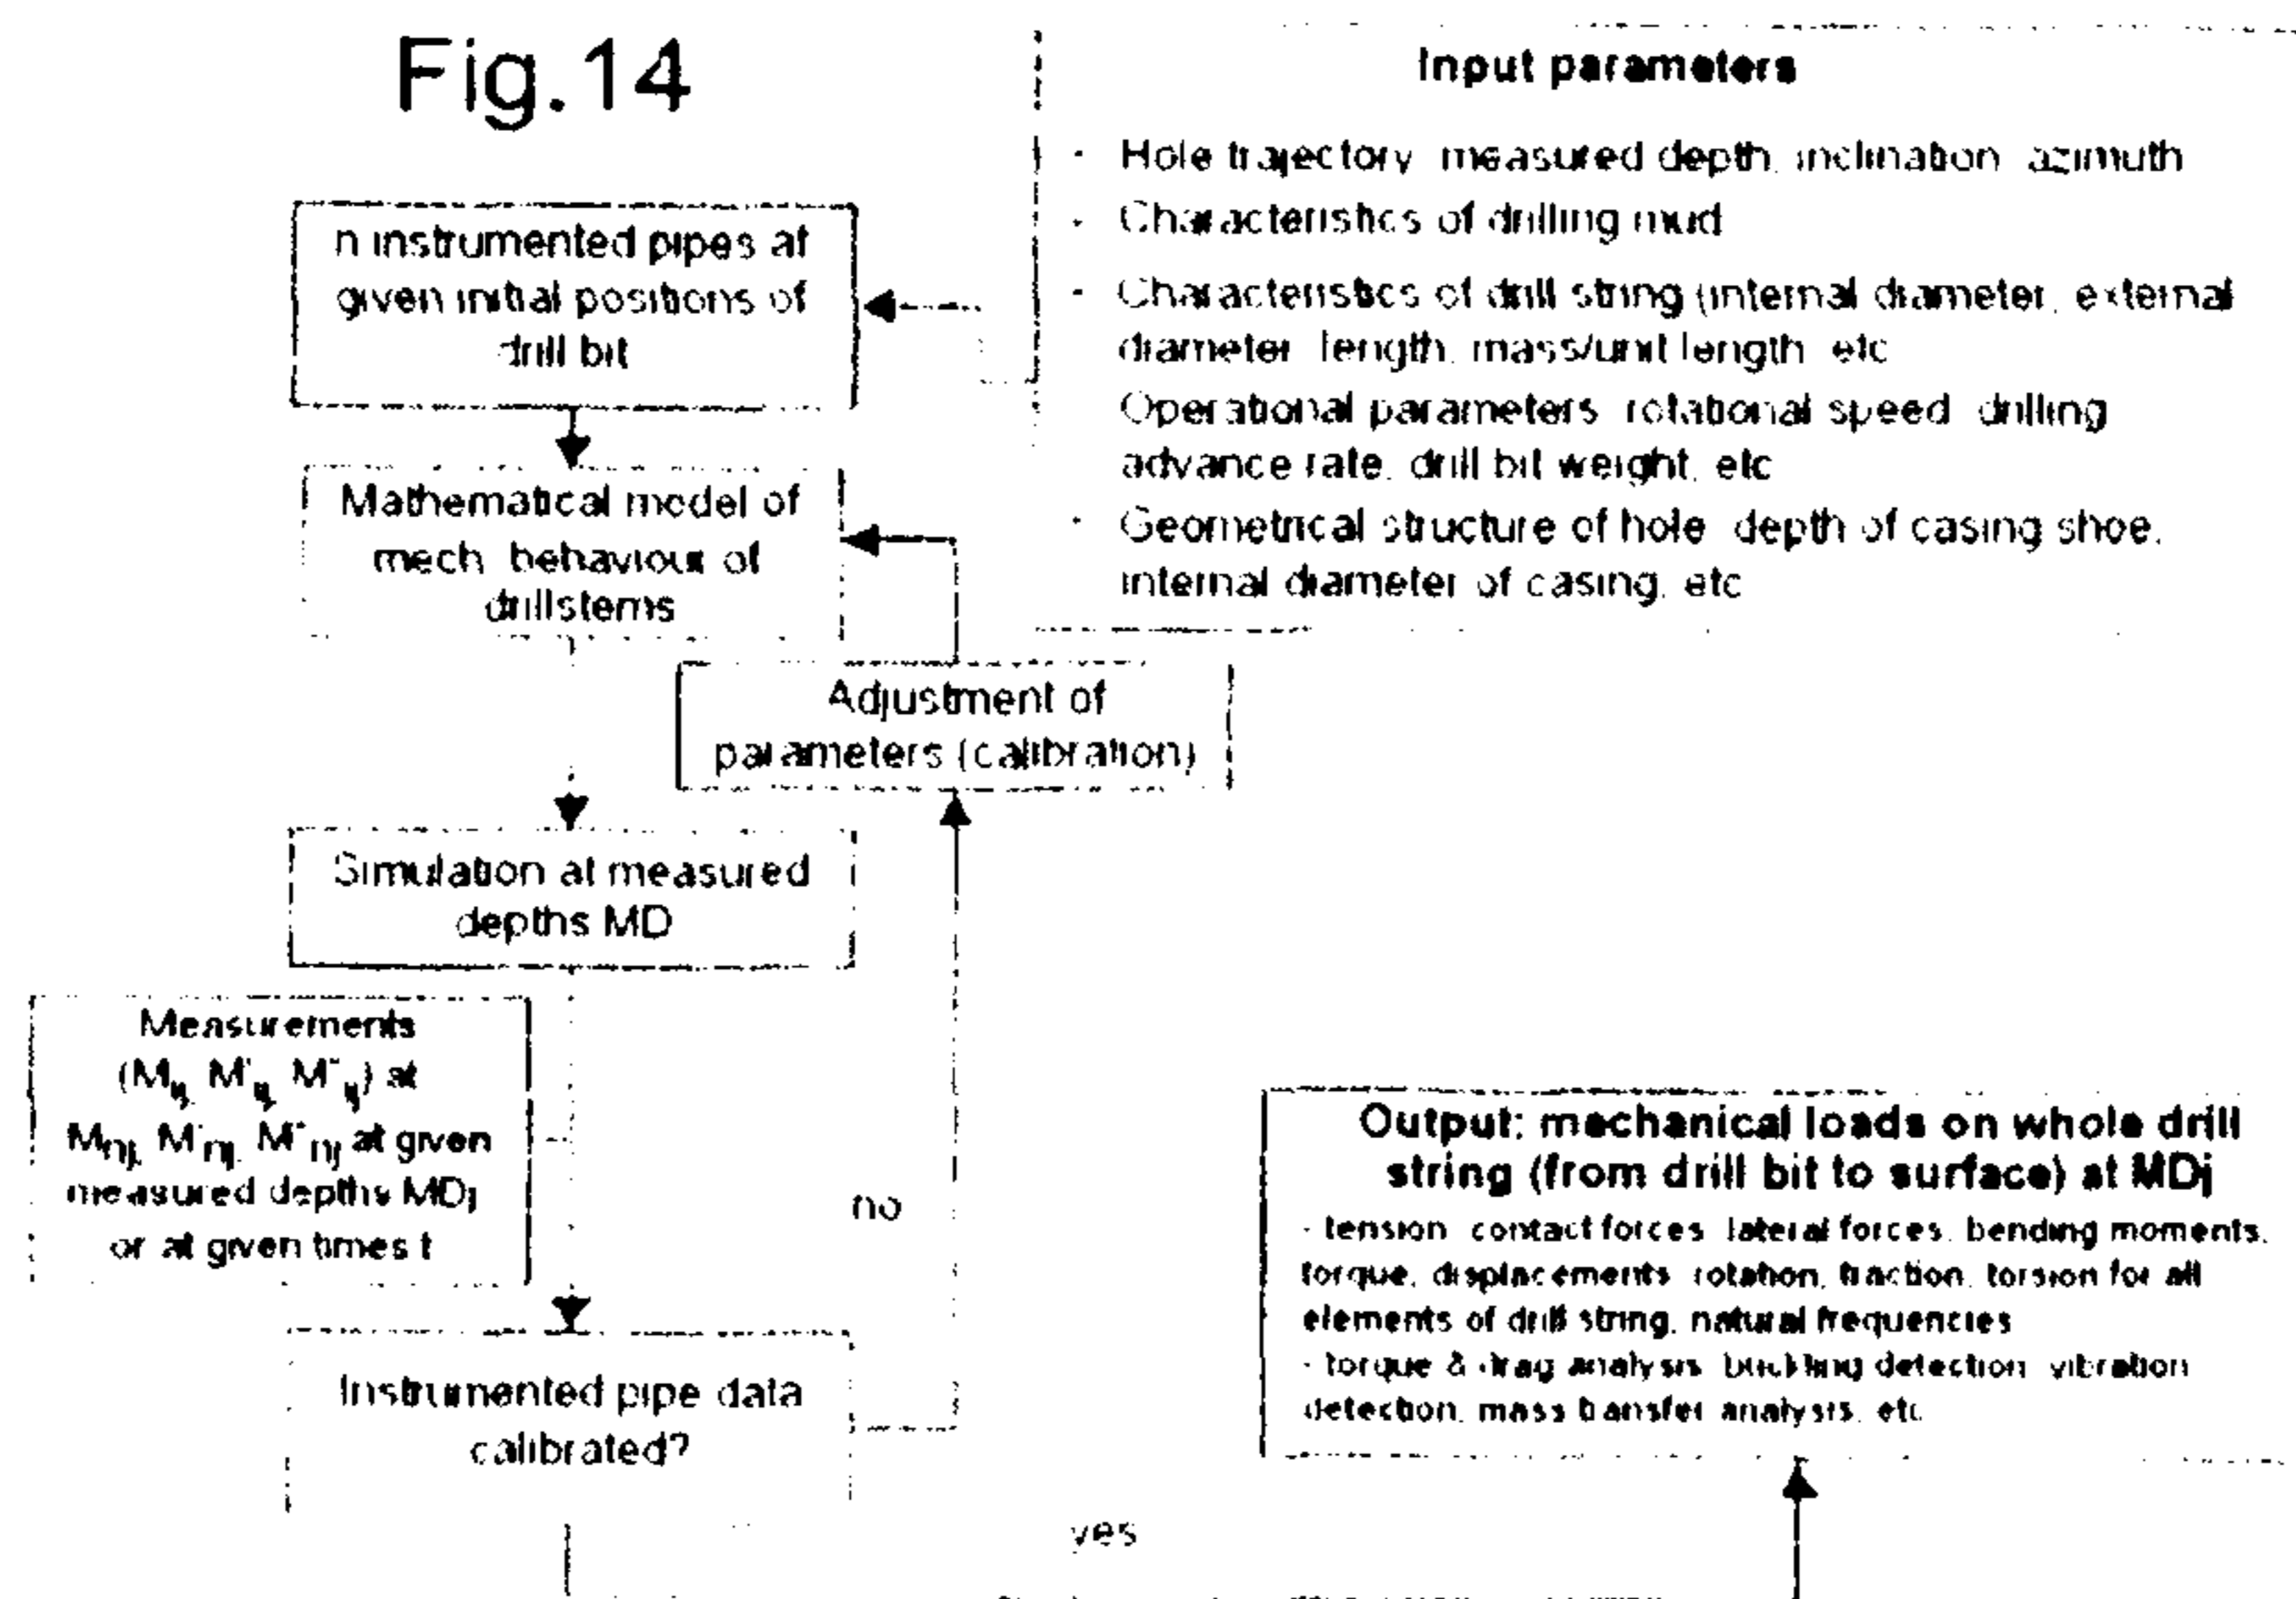 Fig.14
Input parameters
- Hole trajectory measured depth, inclination azimuth
- Characteristics of drilling mud
- Characteristics of drill string (internal diameter, external
diameter length, mass/unit length etc
Operational parameters rotational speed drilling
advance rate, drill bit weight, etc
- Geometrical structure of hole depth of casing shoe,
internal diameter of casing, etc
n instrumented pipes at
given initial positions of
drill bit
Mathematical model of
mech behaviour of
drillstems
Adjustment of
parameters (calibration)
Simulation at measured
depths MD
Measurements
(Mij, M'ij, M"ij) at
Mnj, M'nj, M"nj at given
measured depths MDj
or at given times t
no
Instrumented pipe data
calibrated?
yes
Output: mechanical loads on whole drill
string (from drill bit to surface) at MDj
- tension contact forces lateral forces, bending moments,
torque, displacements rotation, traction, torsion for all
elements of drill string, natural frequencies
- torque & drag analysis buckling detection vibration
detection, mass transfer analysis, etc